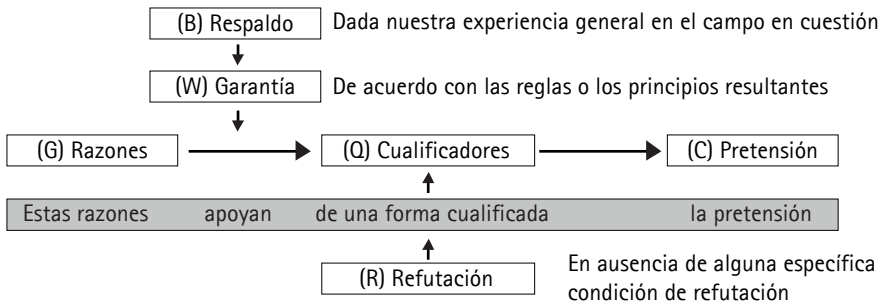 (B) Respaldo Dada nuestra experiencia general en el campo en cuestión
(W) Garantía De acuerdo con las reglas o los principios resultantes
(G) Razones (Q) Cualificadores (C) Pretensión
Estas razones apoyan de una forma cualificada la pretensión
(R) Refutación
En ausencia de alguna específica
condición de refutación